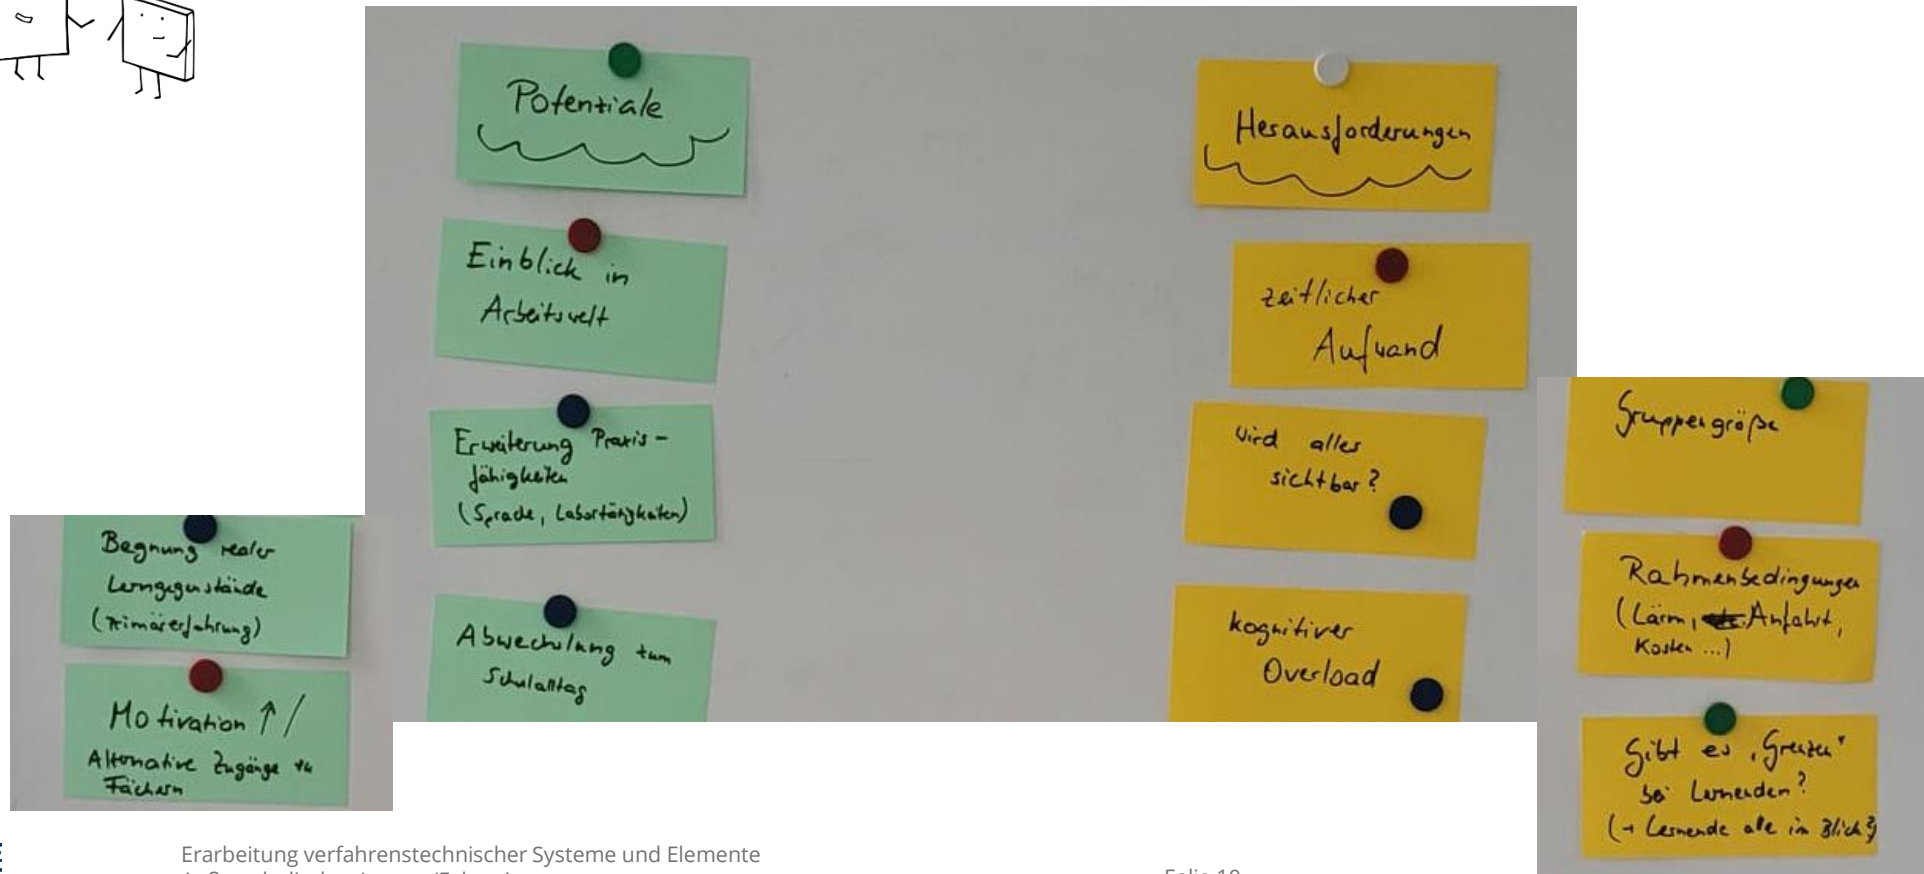 Potentiale
Einblick in
Arbeitswelt
Erweiterung Praxis-
fähigkeiten
(Sprache, Labortätigkeiten)
Abwechslung zum
Schulalltag
Begnung realer
Lerngegenstände
(Primärerfahrung)
Motivation ↑/
Alternative Zugänge zu
Fächern
Herausforderungen
zeitlicher
Aufwand
Wird alles
sichtbar?
kognitiver
Overload
Gruppengröße
Rahmenbedingungen
(Lärm, Anfahrt,
Kosten ...)
Gibt es „Grenzen"
bei Lernenden?
(→ Lernende alle im Blick?)
Erarbeitung verfahrenstechnischer Systeme und Elemente